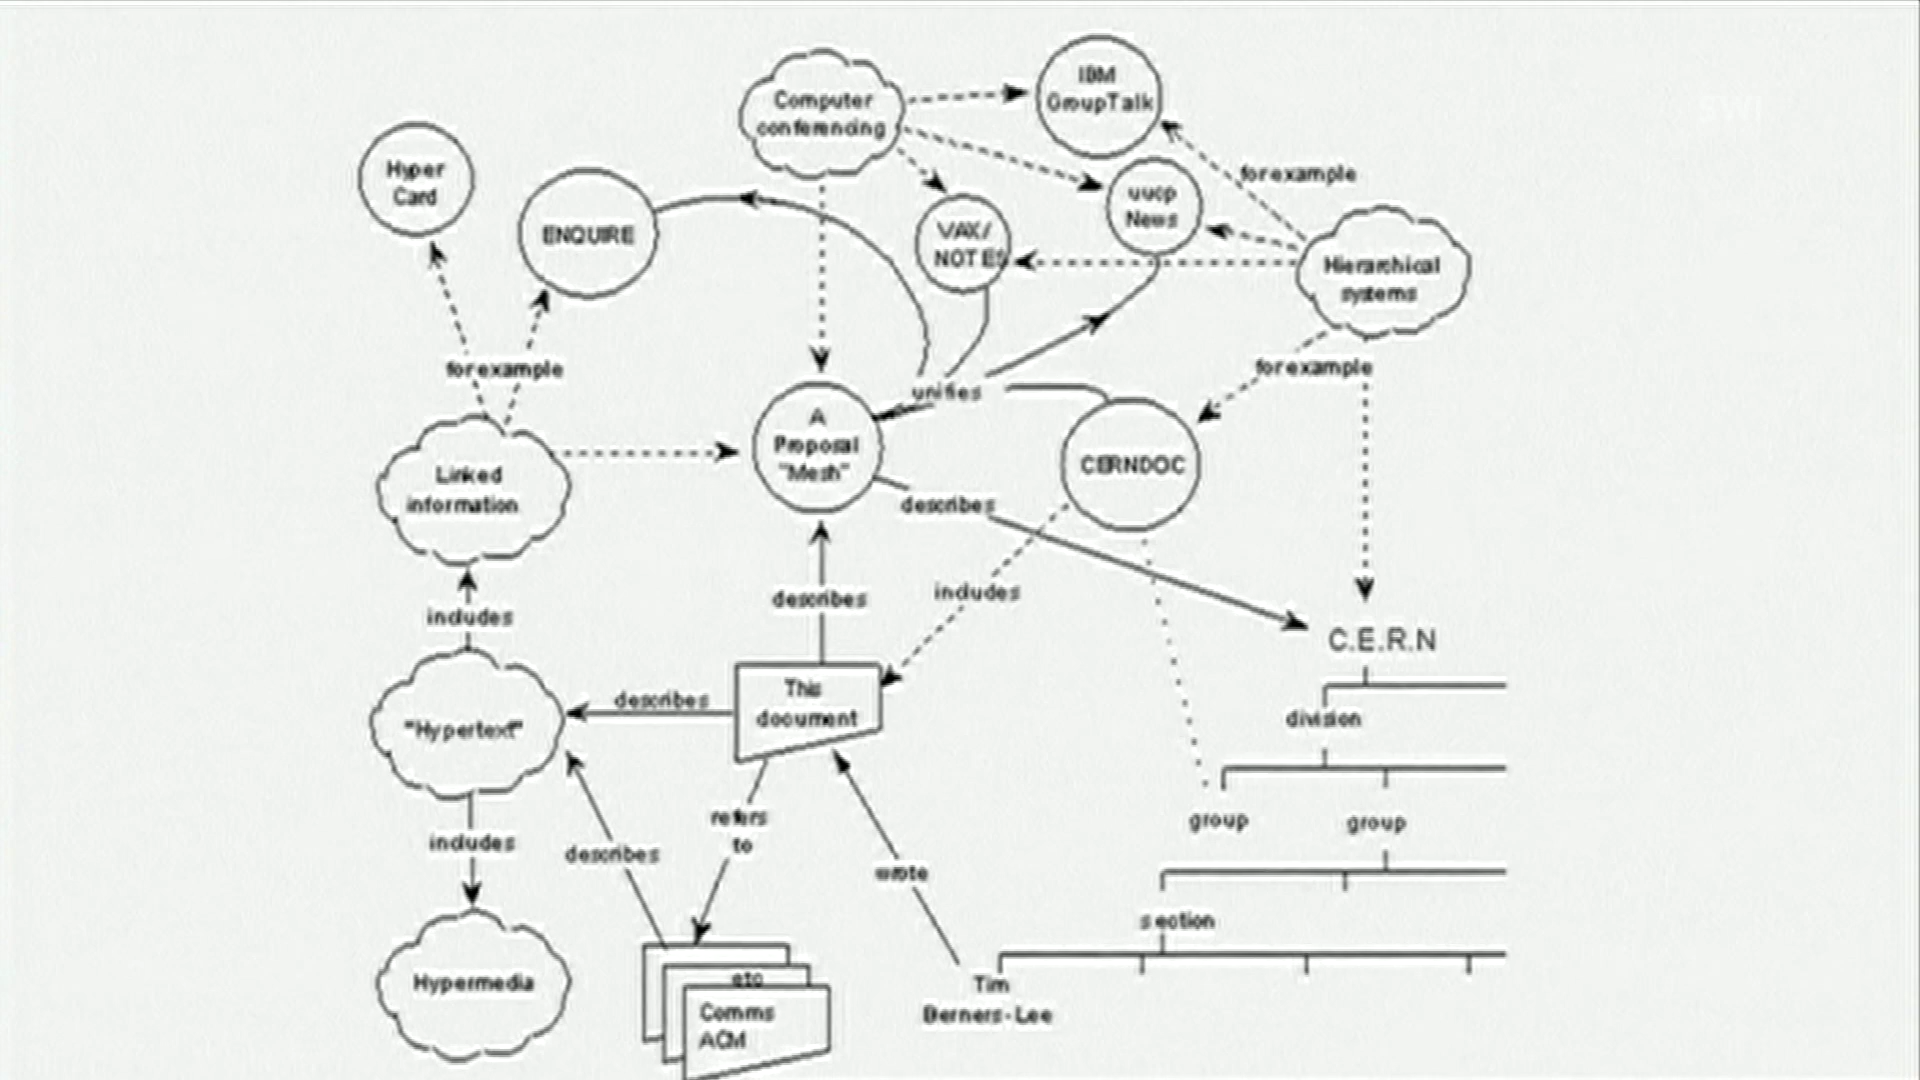 Computer
conferencing
IBM
GroupTalk
Hyper
Card
ENQUIRE
VAX/
NOTES
uucp
News
for example
Hierarchical
systems
for example
for example
unifies
A
Proposal
"Mesh"
CERNDOC
Linked
information
describes
includes
describes
includes
C.E.R.N
This
document
describes
"Hypertext"
division
refers
to
group
group
includes
describes
wrote
section
Hypermedia
etc
Comms
ACM
Tim
Berners-Lee